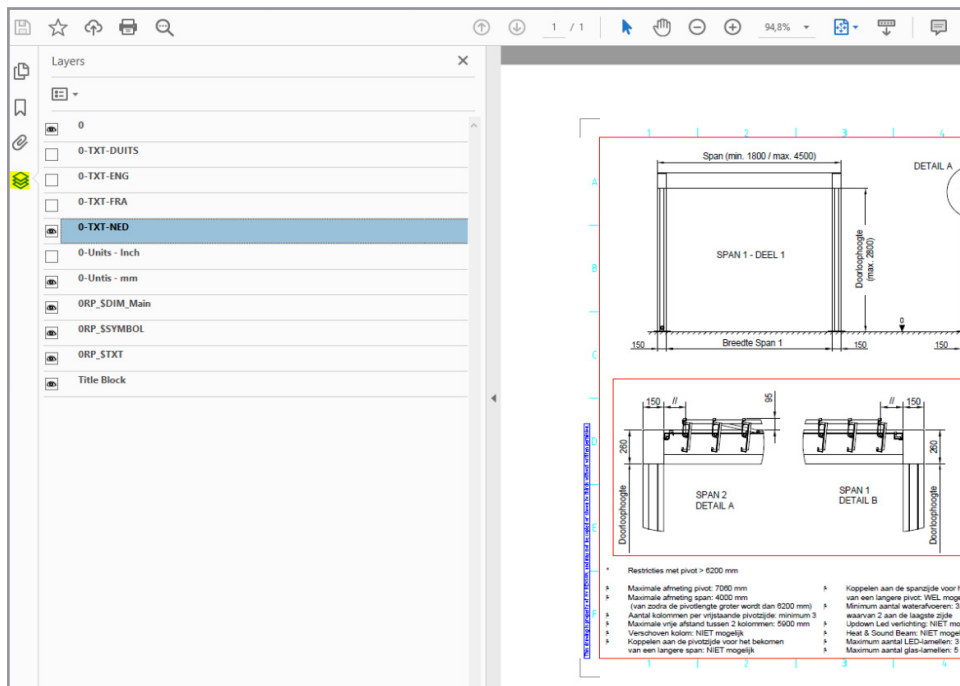 1 / 1
94,8%
Layers
0
0-TXT-DUITS
0-TXT-ENG
0-TXT-FRA
0-TXT-NED
0-Units - Inch
0-Untis - mm
0RP_$DIM_Main
0RP_$SYMBOL
0RP_$TXT
Title Block
1 2 3 4
Span (min. 1800 / max. 4500)
DETAIL A
A
SPAN 1 - DEEL 1
Doorloophoogte
(max. 2800)
B
0
150 Breedte Span 1 150 150
C
150 // 95 // 150
D
260 260
SPAN 2
DETAIL A
SPAN 1
DETAIL B
Doorloophoogte Doorloophoogte
E
* Restricties met pivot > 6200 mm
Maximale afmeting pivot: 7060 mm
Maximale afmeting span: 4000 mm
(van zodra de pivotlengte groter wordt dan 6200 mm)
Aantal kolommen per vrijstaande pivotzijde: minimum 3
Maximale vrije afstand tussen 2 kolommen: 5900 mm
Verschoven kolom: NIET mogelijk
Koppelen aan de pivotzijde voor het bekomen
van een langere span: NIET mogelijk
Koppelen aan de spanzijde voor h
van een langere pivot: WEL moge
Minimum aantal waterafvoeren: 3
waarvan 2 aan de laagste zijde
Updown Led verlichting: NIET mo
Heat & Sound Beam: NIET mogel
Maximum aantal LED-lamellen: 3
Maximum aantal glas-lamellen: 5
F
1 2 3 4